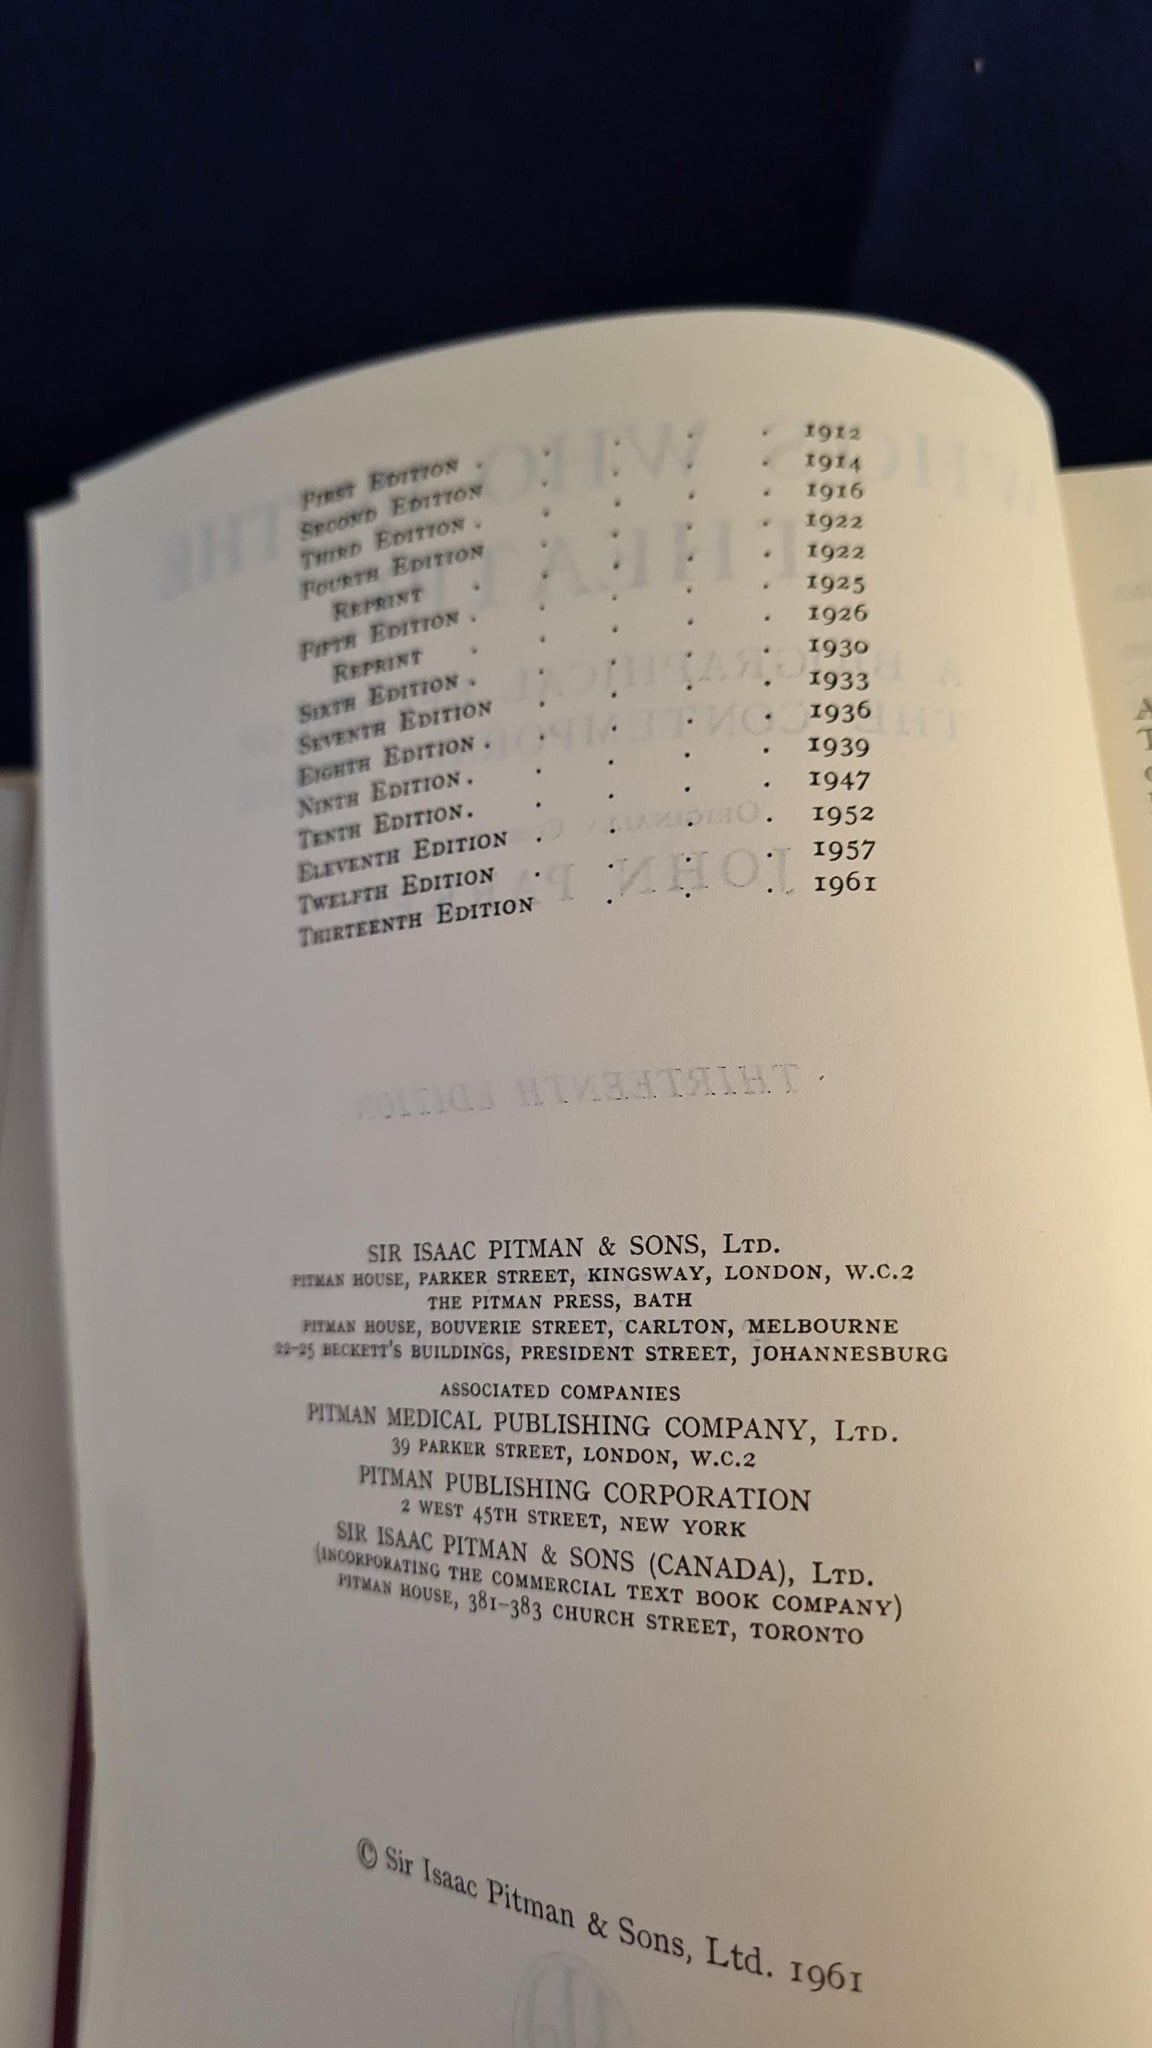 First Edition . . . . . 1912
Second Edition . . . . 1914
Third Edition . . . . . 1916
Fourth Edition . . . . 1922
Reprint . . . . . 1922
Fifth Edition . . . . . 1925
Reprint . . . . . 1926
Sixth Edition . . . . . 1930
Seventh Edition . . . . 1933
Eighth Edition . . . . . 1936
Ninth Edition . . . . . 1939
Tenth Edition . . . . . 1947
Eleventh Edition . . . . 1952
Twelfth Edition . . . . 1957
Thirteenth Edition . . . 1961
THIRTEENTH EDITION
SIR ISAAC PITMAN & SONS, Ltd.
PITMAN HOUSE, PARKER STREET, KINGSWAY, LONDON, W.C.2
THE PITMAN PRESS, BATH
PITMAN HOUSE, BOUVERIE STREET, CARLTON, MELBOURNE
22–25 BECKETT'S BUILDINGS, PRESIDENT STREET, JOHANNESBURG
ASSOCIATED COMPANIES
PITMAN MEDICAL PUBLISHING COMPANY, Ltd.
39 PARKER STREET, LONDON, W.C.2
PITMAN PUBLISHING CORPORATION
2 WEST 45TH STREET, NEW YORK
SIR ISAAC PITMAN & SONS (CANADA), Ltd.
(INCORPORATING THE COMMERCIAL TEXT BOOK COMPANY)
PITMAN HOUSE, 381–383 CHURCH STREET, TORONTO
© Sir Isaac Pitman & Sons, Ltd. 1961